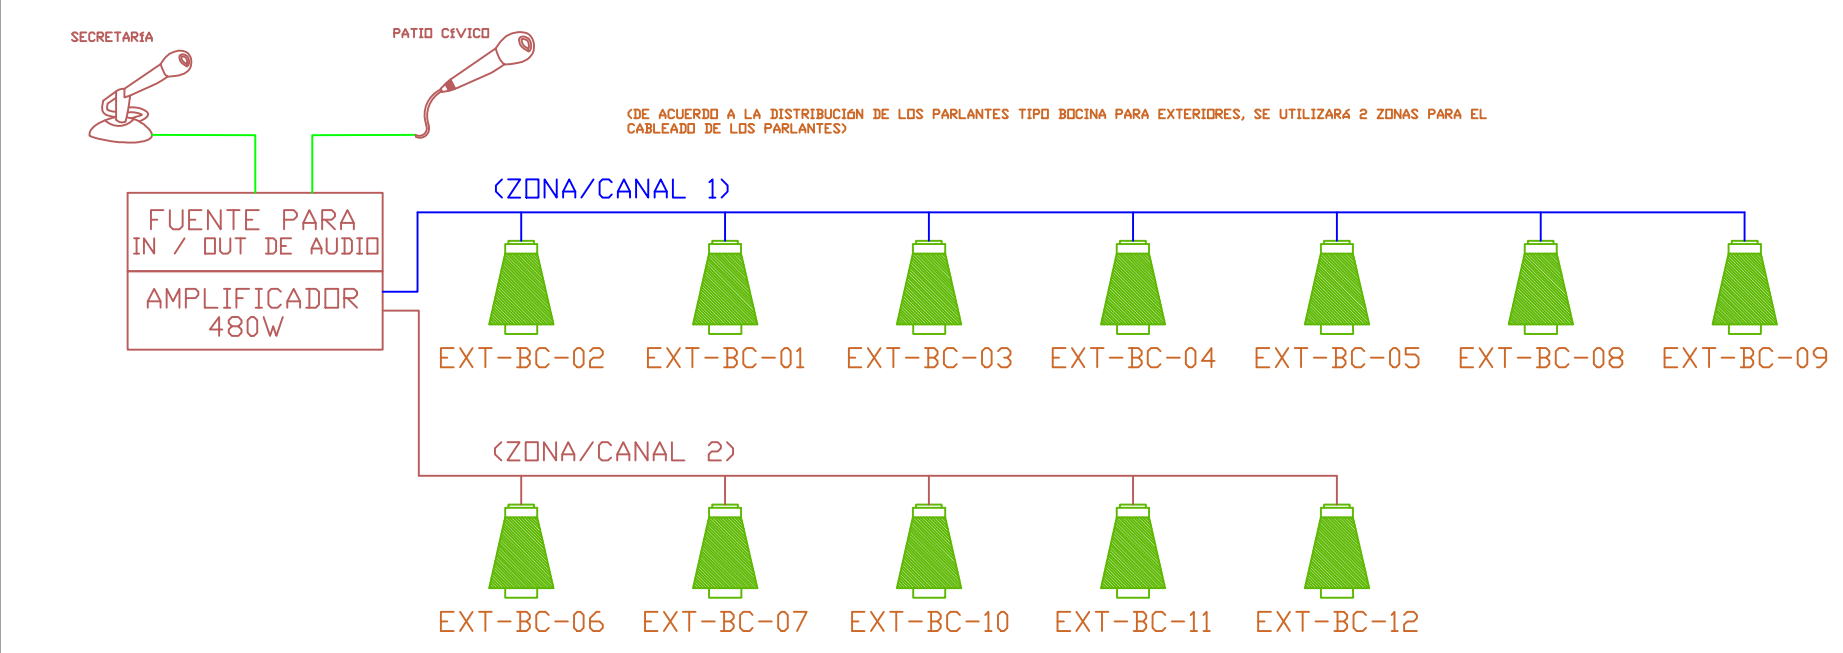 SECRETARíA
PATIO CíVICO
(DE ACUERDO A LA DISTRIBUCIóN DE LOS PARLANTES TIPO BOCINA PARA EXTERIORES, SE UTILIZARá 2 ZONAS PARA EL
CABLEADO DE LOS PARLANTES)
(ZONA/CANAL 1)
FUENTE PARA
IN / OUT DE AUDIO
AMPLIFICADOR
480W
EXT-BC-02 EXT-BC-01 EXT-BC-03 EXT-BC-04 EXT-BC-05 EXT-BC-08 EXT-BC-09
(ZONA/CANAL 2)
EXT-BC-06 EXT-BC-07 EXT-BC-10 EXT-BC-11 EXT-BC-12